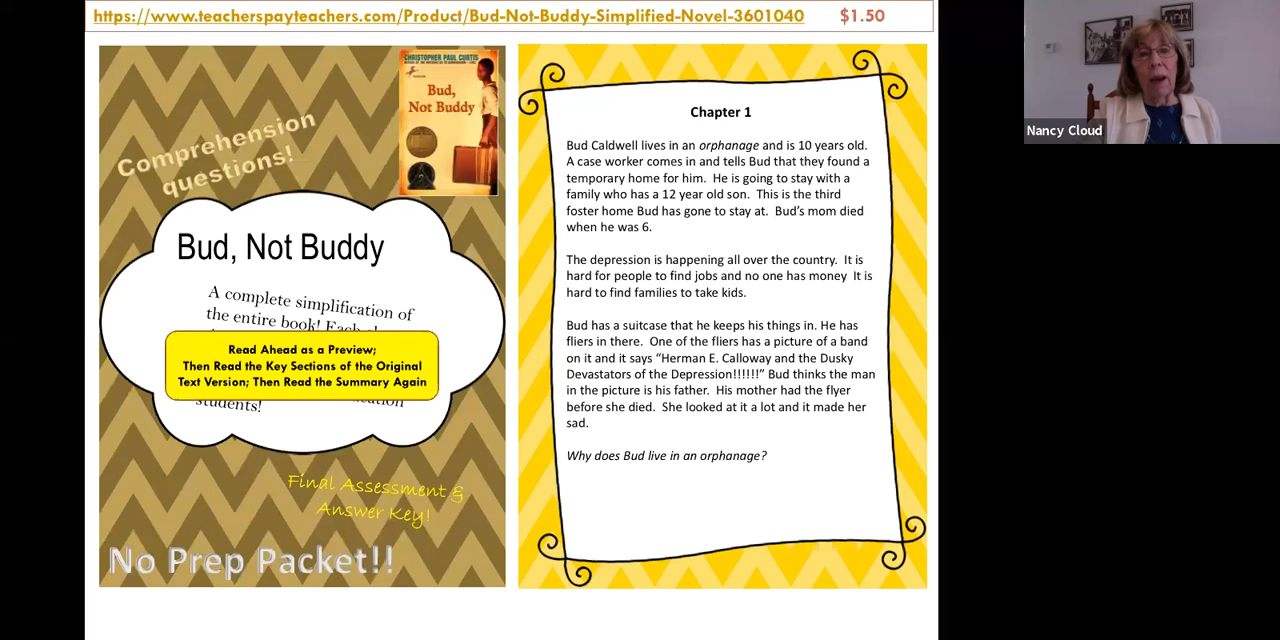 https://www.teacherspayteachers.com/Product/Bud-Not-Buddy-Simplified-Novel-3601040 $1.50
CHRISTOPHER PAUL CURTIS
Bud,
Not Buddy
Comprehension
questions!
Bud, Not Buddy
A complete simplification of
the entire book! Each
Read Ahead as a Preview;
Then Read the Key Sections of the Original
Text Version; Then Read the Summary Again
students!
Final Assessment &
Answer Key!
No Prep Packet!!
Chapter 1
Bud Caldwell lives in an orphanage and is 10 years old.
A case worker comes in and tells Bud that they found a
temporary home for him. He is going to stay with a
family who has a 12 year old son. This is the third
foster home Bud has gone to stay at. Bud's mom died
when he was 6.
The depression is happening all over the country. It is
hard for people to find jobs and no one has money It is
hard to find families to take kids.
Bud has a suitcase that he keeps his things in. He has
fliers in there. One of the fliers has a picture of a band
on it and it says "Herman E. Calloway and the Dusky
Devastators of the Depression!!!!!!" Bud thinks the man
in the picture is his father. His mother had the flyer
before she died. She looked at it a lot and it made her
sad.
Why does Bud live in an orphanage?
Nancy Cloud